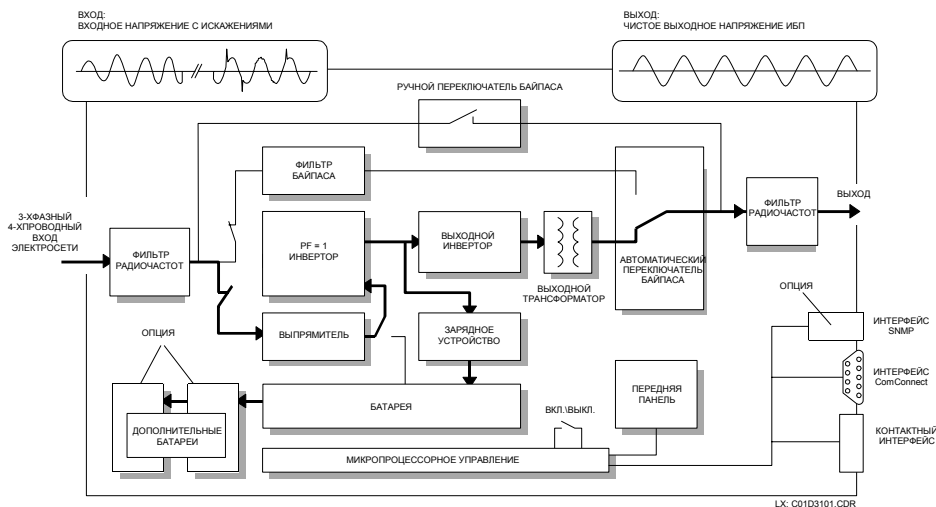 ВХОД:
ВХОДНОЕ НАПРЯЖЕНИЕ С ИСКАЖЕНИЯМИ
ВЫХОД:
ЧИСТОЕ ВЫХОДНОЕ НАПРЯЖЕНИЕ ИБП
РУЧНОЙ ПЕРЕКЛЮЧАТЕЛЬ БАЙПАСА
ФИЛЬТР
БАЙПАСА
3-ХФАЗНЫЙ
4-ХПРОВОДНЫЙ
ВХОД
ЭЛЕКТРОСЕТИ
ФИЛЬТР
РАДИОЧАСТОТ
PF = 1
ИНВЕРТОР
ВЫХОДНОЙ
ИНВЕРТОР
ВЫХОДНОЙ
ТРАНСФОРМАТОР
АВТОМАТИЧЕСКИЙ
ПЕРЕКЛЮЧАТЕЛЬ
БАЙПАСА
ФИЛЬТР
РАДИОЧАСТОТ
ВЫХОД
ОПЦИЯ
ВЫПРЯМИТЕЛЬ
ЗАРЯДНОЕ
УСТРОЙСТВО
ОПЦИЯ
ИНТЕРФЕЙС
SNMP
ИНТЕРФЕЙС
ComConnect
КОНТАКТНЫЙ
ИНТЕРФЕЙС
ДОПОЛНИТЕЛЬНЫЕ
БАТАРЕИ
БАТАРЕЯ
ВКЛ.\ВЫКЛ.
ПЕРЕДНЯЯ
ПАНЕЛЬ
МИКРОПРОЦЕССОРНОЕ УПРАВЛЕНИЕ
LX: C01D3101.CDR